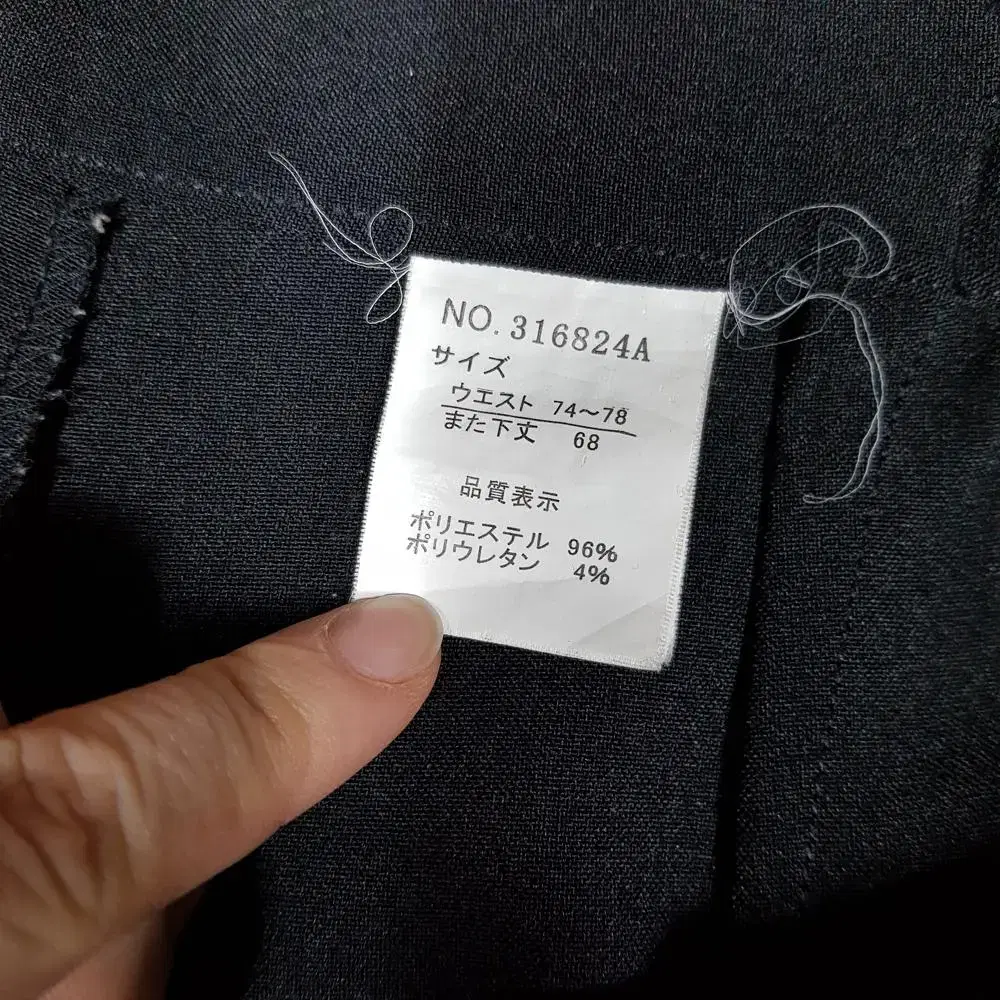 NO. 316824A
サイズ
ウエスト 74～78
また下丈 68
品質表示
ポリエステル 96%
ポリウレタン 4%